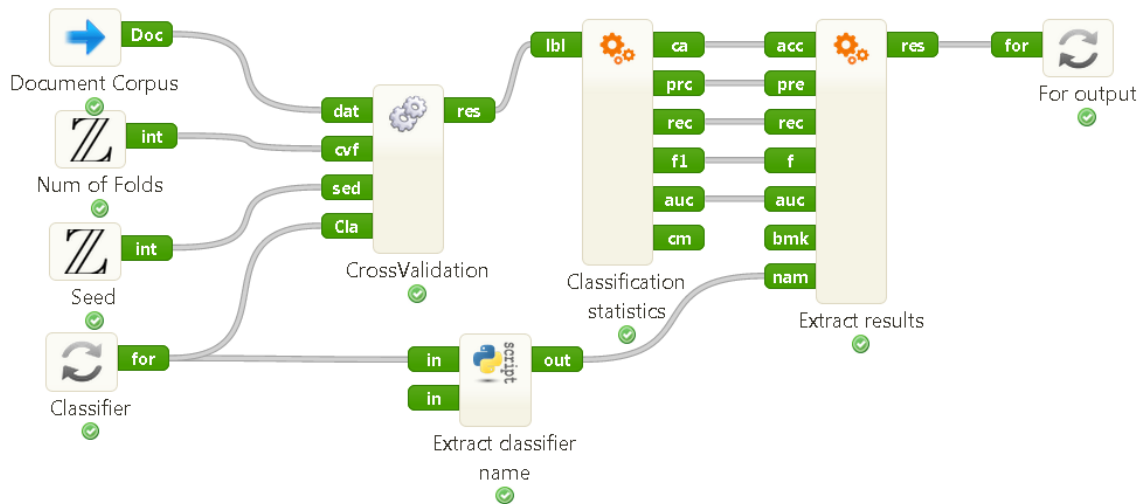 Doc
Document Corpus
int
Num of Folds
int
Seed
for
Classifier
dat
cvf
sed
Cla
res
CrossValidation
in
in
script
out
Extract classifier
name
lbl
ca
prc
rec
f1
auc
cm
Classification
statistics
acc
pre
rec
f
auc
bmk
nam
res
Extract results
for
For output